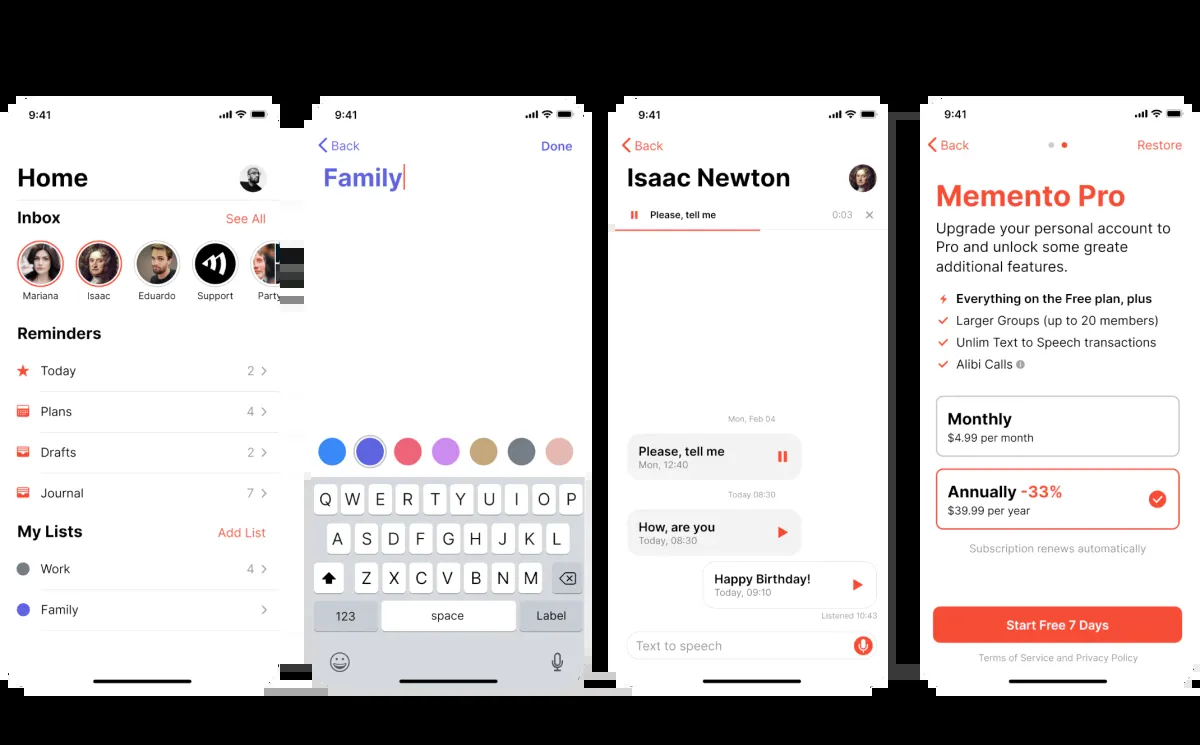 9:41
Home
Inbox
See All
Mariana
Isaac
Eduardo
Support
Party
Reminders
Today
2
Plans
4
Drafts
2
Journal
7
My Lists
Add List
Work
4
Family
9:41
Back
Done
Family
Q W E R T Y U I O P
A S D F G H J K L
Z X C V B N M
123
space
Label
9:41
Back
Isaac Newton
Please, tell me
0:03
Mon, Feb 04
Please, tell me
Mon, 12:40
Today 08:30
How, are you
Today, 08:30
Happy Birthday!
Today, 09:10
Listened 10:43
Text to speech
9:41
Back
Restore
Memento Pro
Upgrade your personal account to
Pro and unlock some greate
additional features.
Everything on the Free plan, plus
Larger Groups (up to 20 members)
Unlim Text to Speech transactions
Alibi Calls
Monthly
$4.99 per month
Annually -33%
$39.99 per year
Subscription renews automatically
Start Free 7 Days
Terms of Service and Privacy Policy